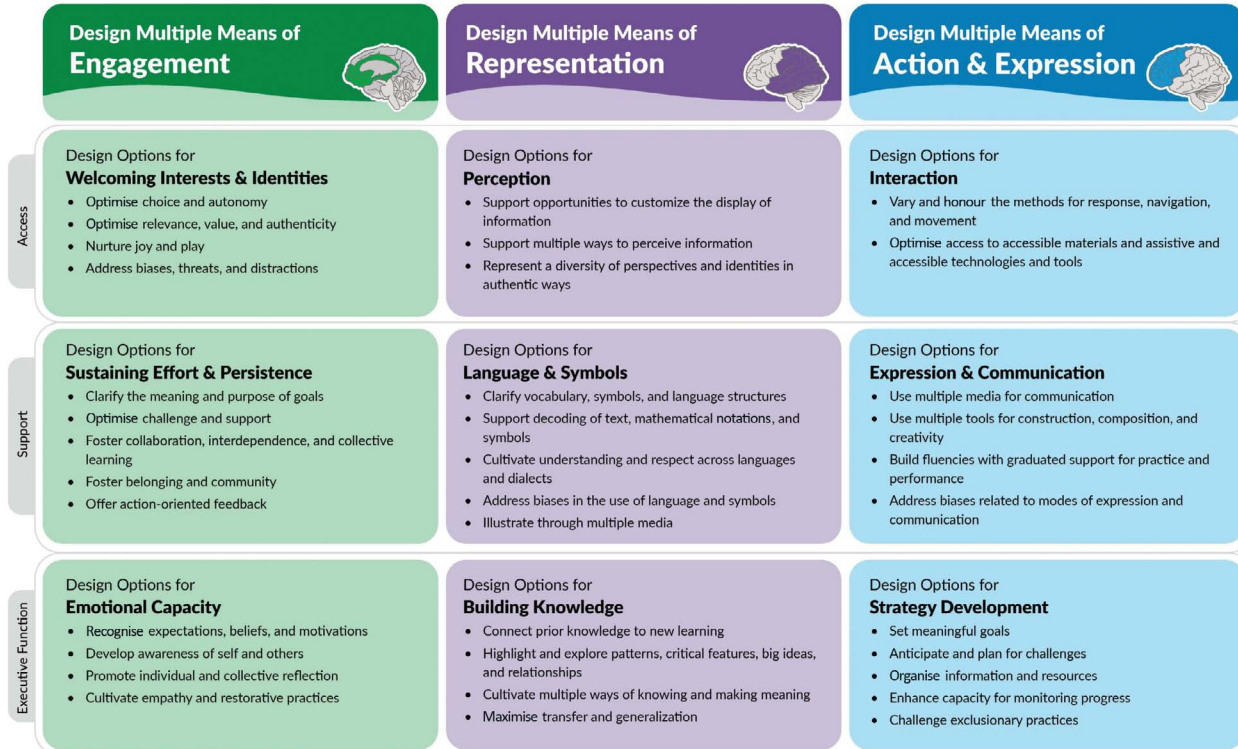 Design Multiple Means of
Engagement
Design Multiple Means of
Representation
Design Multiple Means of
Action & Expression
Access
Design Options for
Welcoming Interests & Identities
• Optimise choice and autonomy
• Optimise relevance, value, and authenticity
• Nurture joy and play
• Address biases, threats, and distractions
Design Options for
Perception
• Support opportunities to customize the display of
information
• Support multiple ways to perceive information
• Represent a diversity of perspectives and identities in
authentic ways
Design Options for
Interaction
• Vary and honour the methods for response, navigation,
and movement
• Optimise access to accessible materials and assistive and
accessible technologies and tools
Support
Design Options for
Sustaining Effort & Persistence
• Clarify the meaning and purpose of goals
• Optimise challenge and support
• Foster collaboration, interdependence, and collective
learning
• Foster belonging and community
• Offer action-oriented feedback
Design Options for
Language & Symbols
• Clarify vocabulary, symbols, and language structures
• Support decoding of text, mathematical notations, and
symbols
• Cultivate understanding and respect across languages
and dialects
• Address biases in the use of language and symbols
• Illustrate through multiple media
Design Options for
Expression & Communication
• Use multiple media for communication
• Use multiple tools for construction, composition, and
creativity
• Build fluencies with graduated support for practice and
performance
• Address biases related to modes of expression and
communication
Executive Function
Design Options for
Emotional Capacity
• Recognise expectations, beliefs, and motivations
• Develop awareness of self and others
• Promote individual and collective reflection
• Cultivate empathy and restorative practices
Design Options for
Building Knowledge
• Connect prior knowledge to new learning
• Highlight and explore patterns, critical features, big ideas,
and relationships
• Cultivate multiple ways of knowing and making meaning
• Maximise transfer and generalization
Design Options for
Strategy Development
• Set meaningful goals
• Anticipate and plan for challenges
• Organise information and resources
• Enhance capacity for monitoring progress
• Challenge exclusionary practices